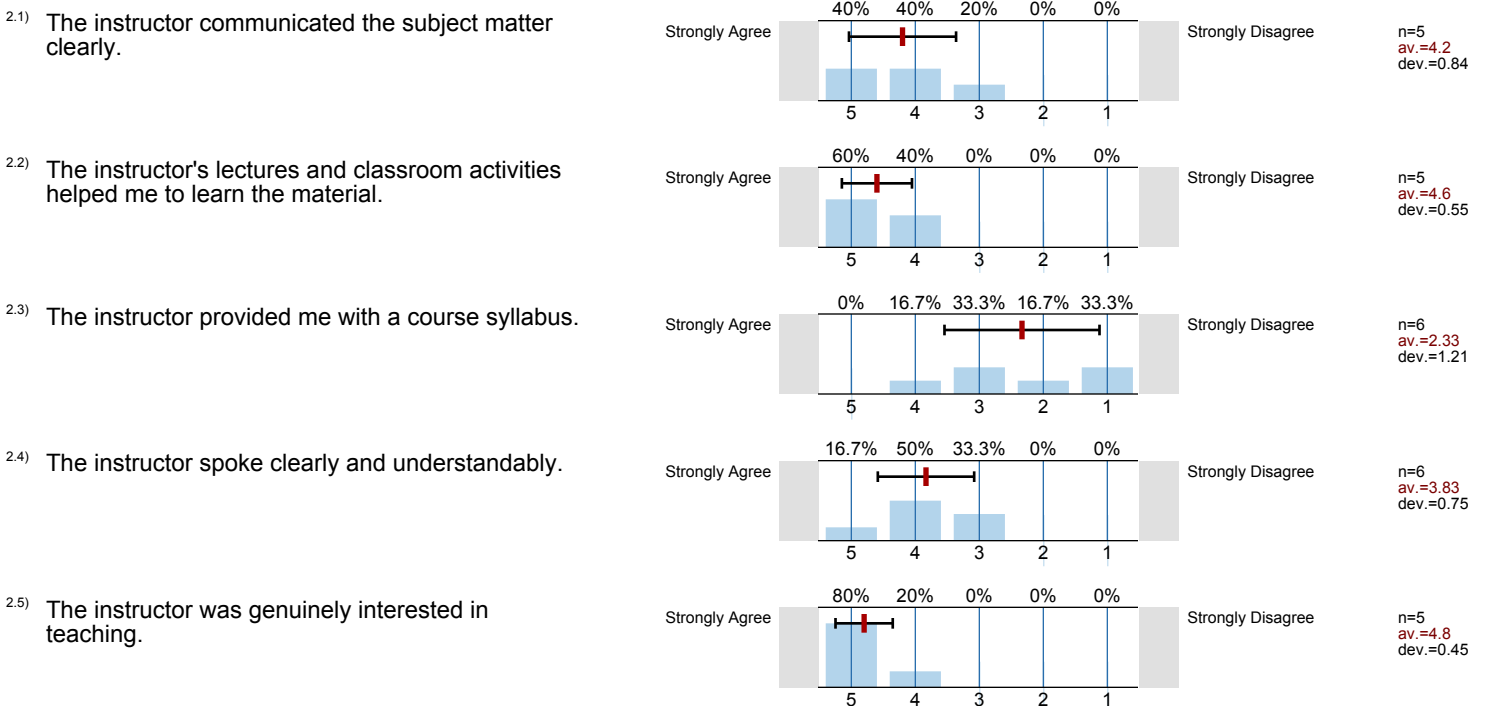 40% 40% 20% 0% 0%
2.1) The instructor communicated the subject matter
clearly.
Strongly Agree
Strongly Disagree
n=5
av.=4.2
dev.=0.84
5 4 3 2 1
60% 40% 0% 0% 0%
2.2) The instructor's lectures and classroom activities
helped me to learn the material.
Strongly Agree
Strongly Disagree
n=5
av.=4.6
dev.=0.55
5 4 3 2 1
0% 16.7% 33.3% 16.7% 33.3%
2.3) The instructor provided me with a course syllabus.
Strongly Agree
Strongly Disagree
n=6
av.=2.33
dev.=1.21
5 4 3 2 1
16.7% 50% 33.3% 0% 0%
2.4) The instructor spoke clearly and understandably.
Strongly Agree
Strongly Disagree
n=6
av.=3.83
dev.=0.75
5 4 3 2 1
80% 20% 0% 0% 0%
2.5) The instructor was genuinely interested in
teaching.
Strongly Agree
Strongly Disagree
n=5
av.=4.8
dev.=0.45
5 4 3 2 1